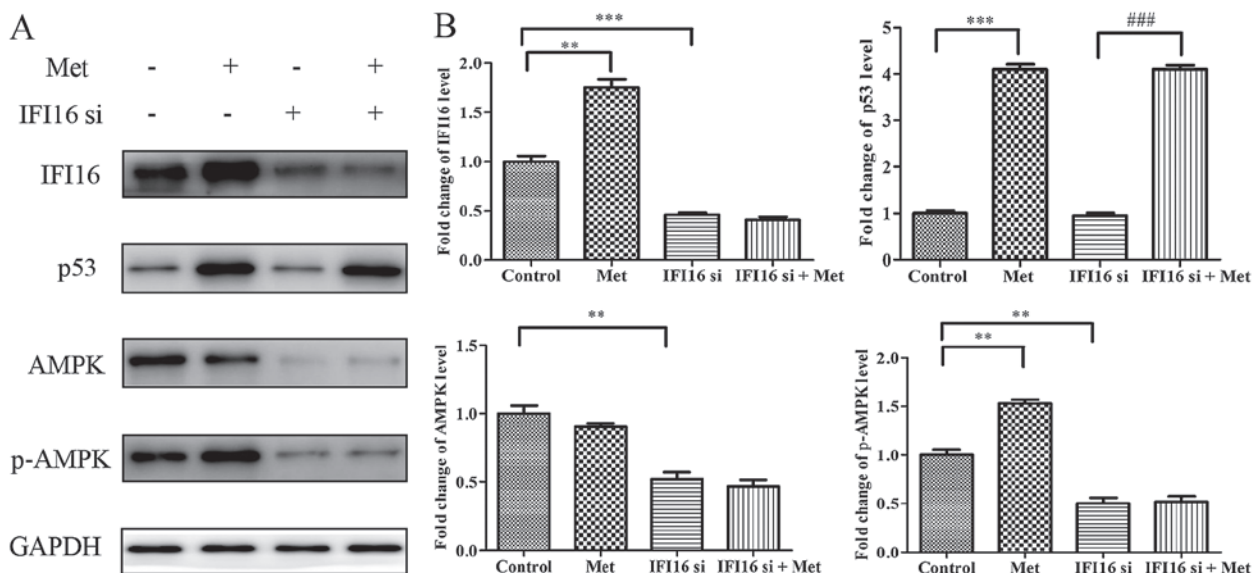 A
Met - + - +
IFI16 si - - + +
IFI16
p53
AMPK
p-AMPK
GAPDH
B
Fold change of IFI16 level
2.0
1.5
1.0
0.5
0.0
***
**
Control Met IFI16 si IFI16 si + Met
Fold change of p53 level
5
4
3
2
1
0
***
###
Control Met IFI16 si IFI16 si + Met
Fold change of AMPK level
1.5
1.0
0.5
0.0
**
Control Met IFI16 si IFI16 si + Met
Fold change of p-AMPK level
2.0
1.5
1.0
0.5
0.0
**
**
Control Met IFI16 si IFI16 si + Met